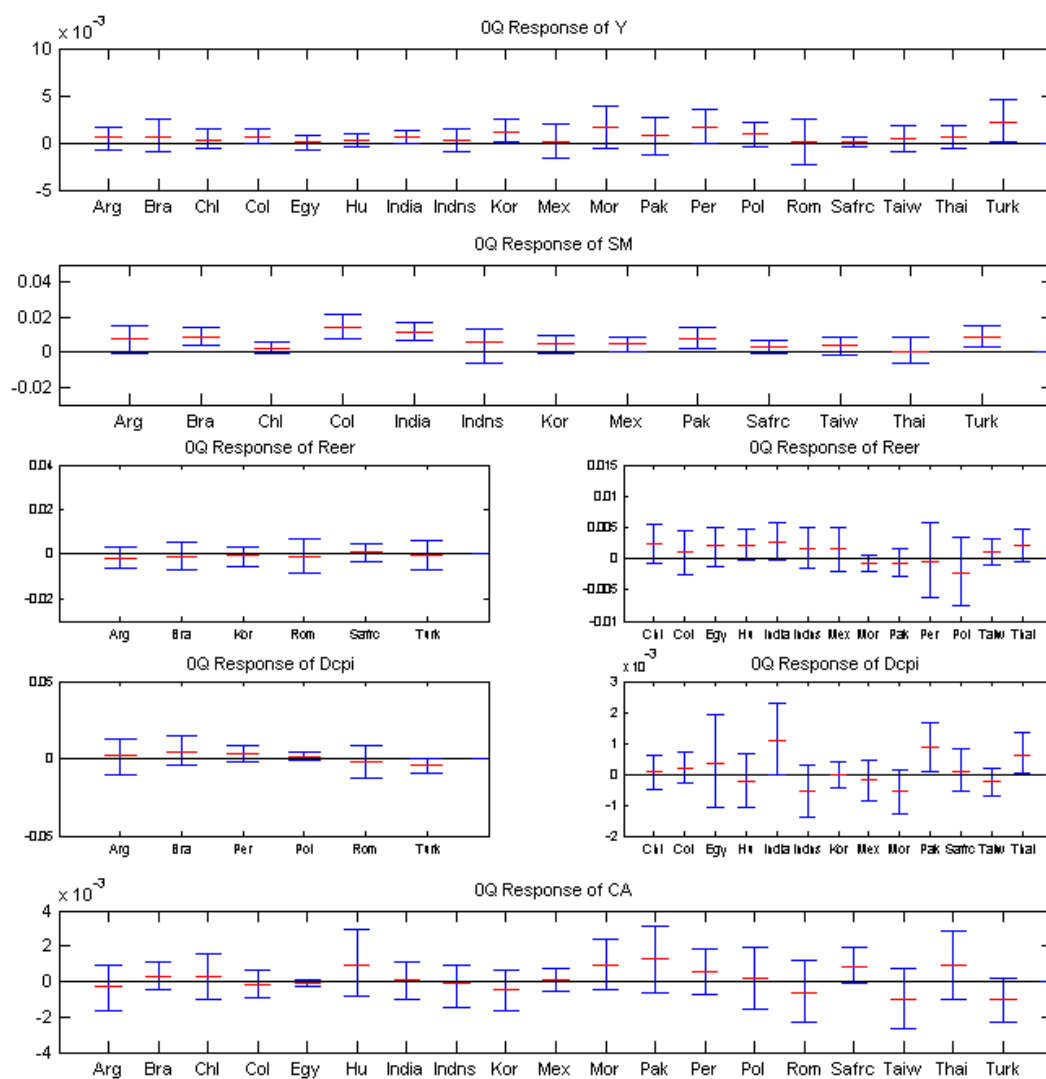 x 10⁻³
0Q Response of Y
10
5
0
-5
Arg Bra Chl Col Egy Hu India Indns Kor Mex Mor Pak Per Pol Rom Safrc Taiw Thai Turk
0Q Response of SM
0.04
0.02
0
-0.02
Arg Bra Chl Col India Indns Kor Mex Pak Safrc Taiw Thai Turk
0Q Response of Reer
0.04
0.02
0
-0.02
Arg Bra Kor Rom Safrc Turk
0Q Response of Reer
0.015
0.01
0.005
0
-0.005
-0.01
Chl Col Egy Hu India Indns Mex Mor Pak Per Pol Taiw Thai
0Q Response of Dcpi
0.05
0
-0.05
Arg Bra Per Pol Rom Turk
0Q Response of Dcpi
x 10⁻³
3
2
1
0
-1
-2
Chl Col Egy Hu India Indns Kor Mex Mor Pak Safrc Taiw Thai
0Q Response of CA
x 10⁻³
4
2
0
-2
-4
Arg Bra Chl Col Egy Hu India Indns Kor Mex Mor Pak Per Pol Rom Safrc Taiw Thai Turk